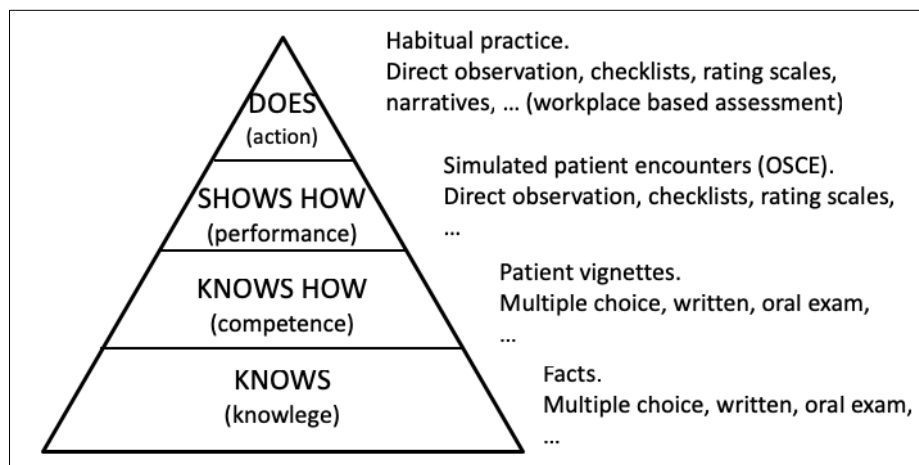 DOES
(action)
Habitual practice.
Direct observation, checklists, rating scales,
narratives, ... (workplace based assessment)
SHOWS HOW
(performance)
Simulated patient encounters (OSCE).
Direct observation, checklists, rating scales,
...
KNOWS HOW
(competence)
Patient vignettes.
Multiple choice, written, oral exam,
...
KNOWS
(knowlege)
Facts.
Multiple choice, written, oral exam,
...